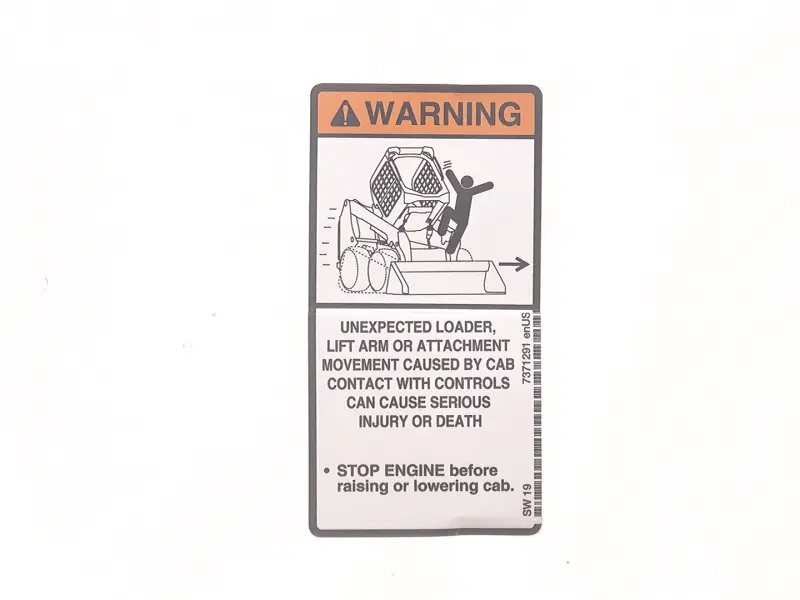 WARNING
UNEXPECTED LOADER,
LIFT ARM OR ATTACHMENT
MOVEMENT CAUSED BY CAB
CONTACT WITH CONTROLS
CAN CAUSE SERIOUS
INJURY OR DEATH
• STOP ENGINE before
raising or lowering cab.
7371291 enUS
SW 19